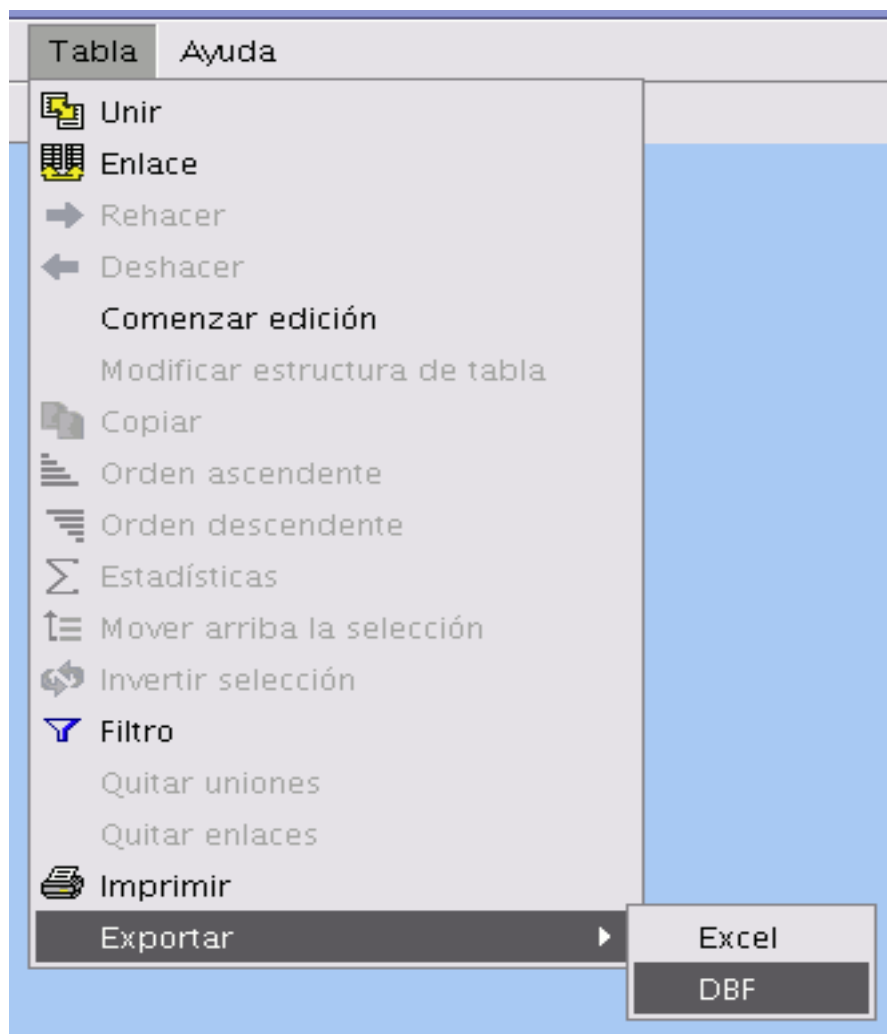 Tabla Ayuda
Unir
Enlace
Rehacer
Deshacer
Comenzar edición
Modificar estructura de tabla
Copiar
Orden ascendente
Orden descendente
Estadísticas
Mover arriba la selección
Invertir selección
Filtro
Quitar uniones
Quitar enlaces
Imprimir
Exportar
Excel
DBF